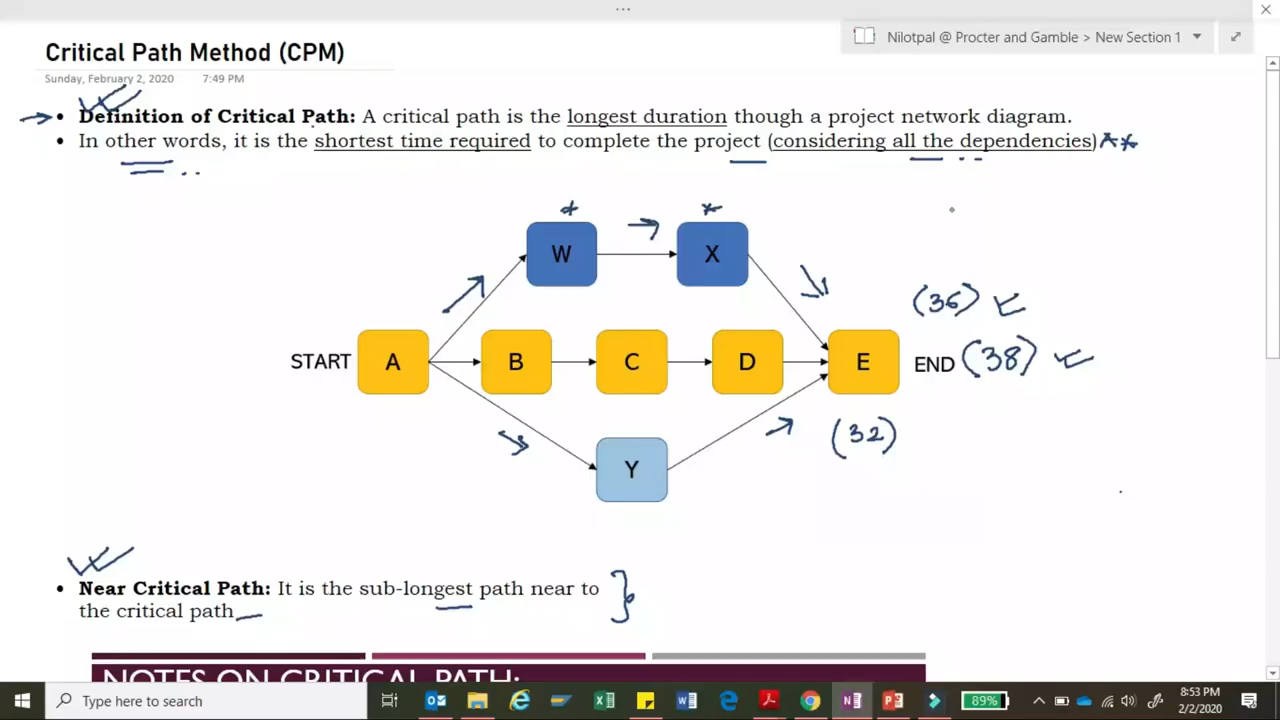 Nilotpal @ Procter and Gamble > New Section 1
Critical Path Method (CPM)
Sunday, February 2, 2020 7:49 PM
• Definition of Critical Path: A critical path is the longest duration though a project network diagram.
• In other words, it is the shortest time required to complete the project (considering all the dependencies)
W X
(36)
START A B C D E END (38)
(32)
Y
• Near Critical Path: It is the sub-longest path near to
the critical path
NOTES ON CRITICAL PATH:
Type here to search
89%
8:53 PM
2/2/2020